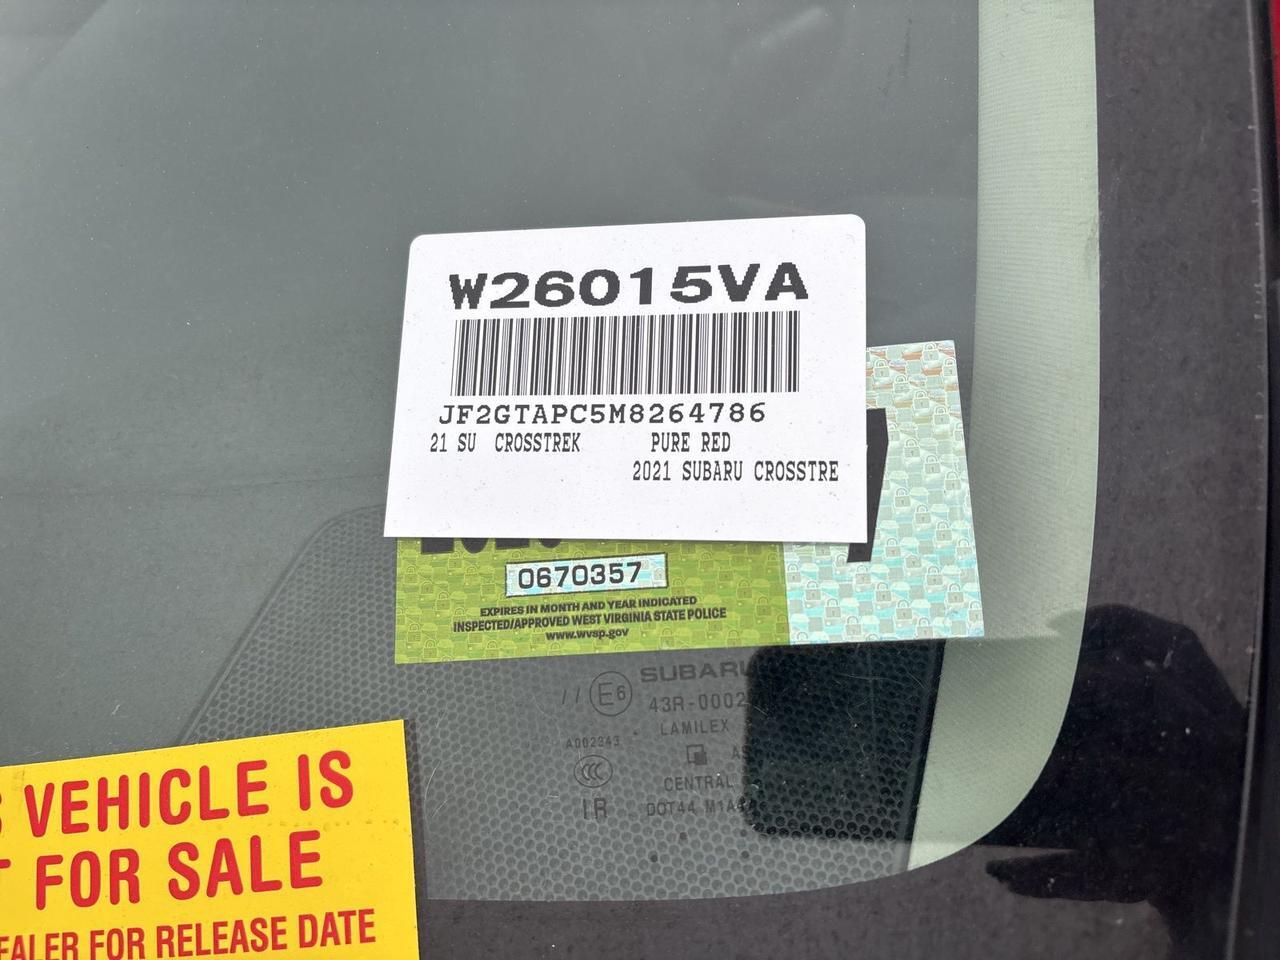 W26015VA
JF2GTAPC5M8264786
21 SU CROSSTREK PURE RED
2021 SUBARU CROSSTRE
0670357
EXPIRES IN MONTH AND YEAR INDICATED
INSPECTED/APPROVED WEST VIRGINIA STATE POLICE
www.wvsp.gov
SUBARU
E6
43R-0002
LAMILEX
A002343
CCC
CENTRAL
IR
DOT44 M1A
VEHICLE IS
FOR SALE
EALER FOR RELEASE DATE